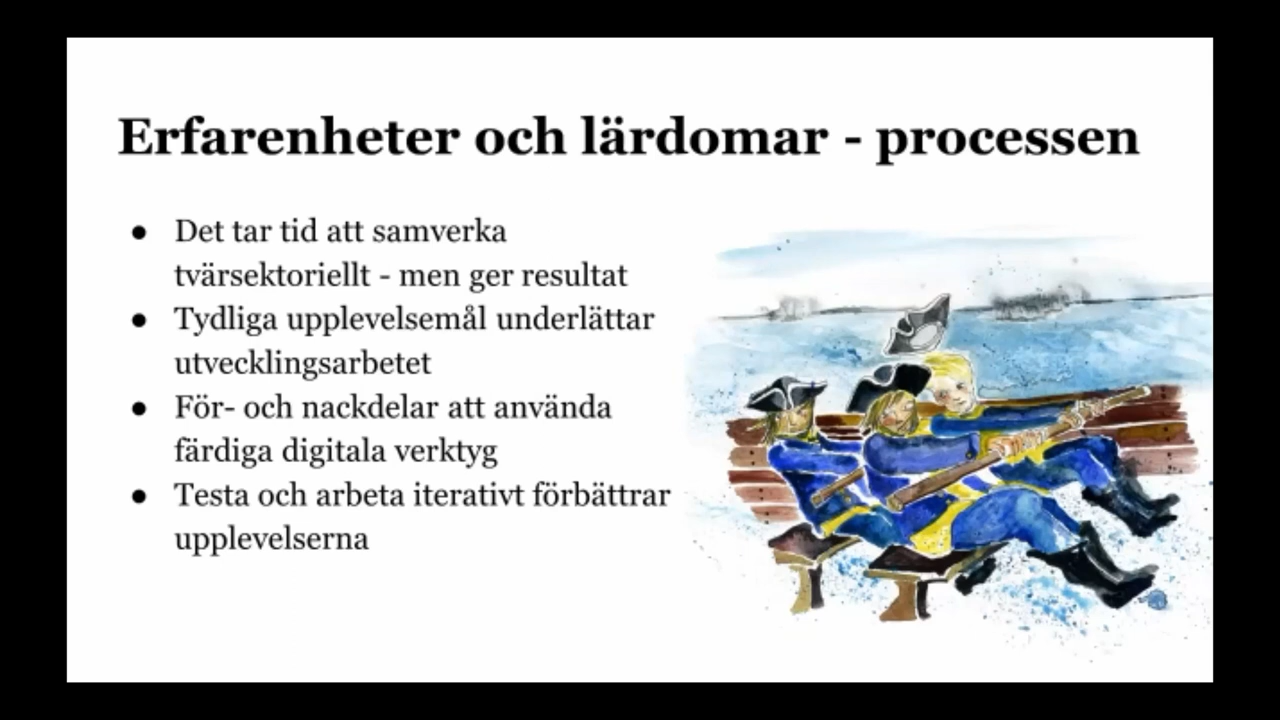 Erfarenheter och lärdomar - processen
● Det tar tid att samverka
tvärsektoriellt - men ger resultat
● Tydliga upplevelsemål underlättar
utvecklingsarbetet
● För- och nackdelar att använda
färdiga digitala verktyg
● Testa och arbeta iterativt förbättrar
upplevelserna